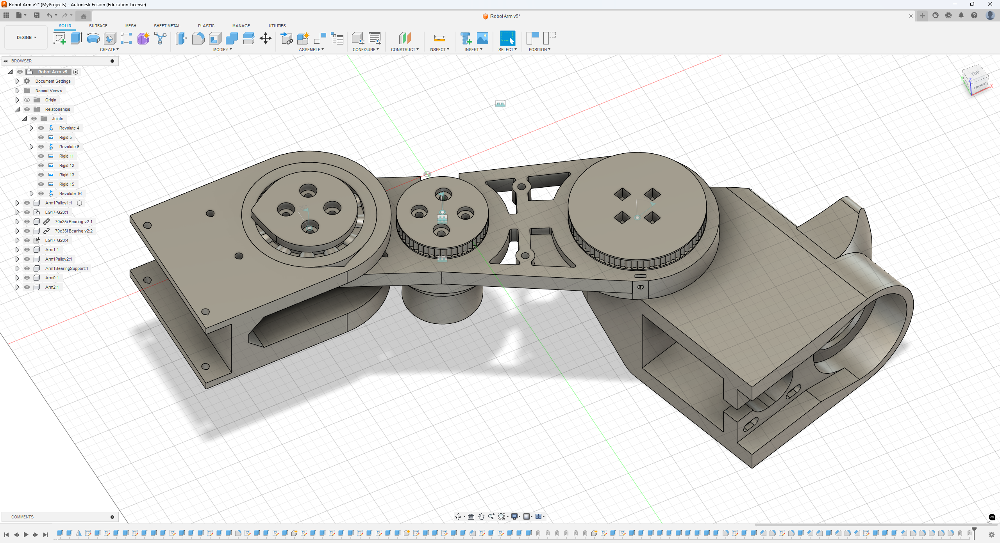 Robot Arm v5* (MyProjects) - Autodesk Fusion (Education License)
Robot Arm v5*
DESIGN
SOLID SURFACE MESH SHEET METAL PLASTIC MANAGE UTILITIES
CREATE MODIFY ASSEMBLE CONFIGURE CONSTRUCT INSPECT INSERT SELECT POSITION
BROWSER
Robot Arm v5
Document Settings
Named Views
Origin
Relationships
Joints
Revolute 4
Rigid 5
Revolute 6
Rigid 11
Rigid 12
Rigid 13
Rigid 15
Revolute 16
Arm1Pulley1:1
EG17-G20:1
70e35i Bearing v2:1
70e35i Bearing v2:2
EG17-G20:4
Arm1:1
Arm1Pulley2:1
Arm1BearingSupport:1
Arm0:1
Arm2:1
TOP
FRONT
Z
X
COMMENTS